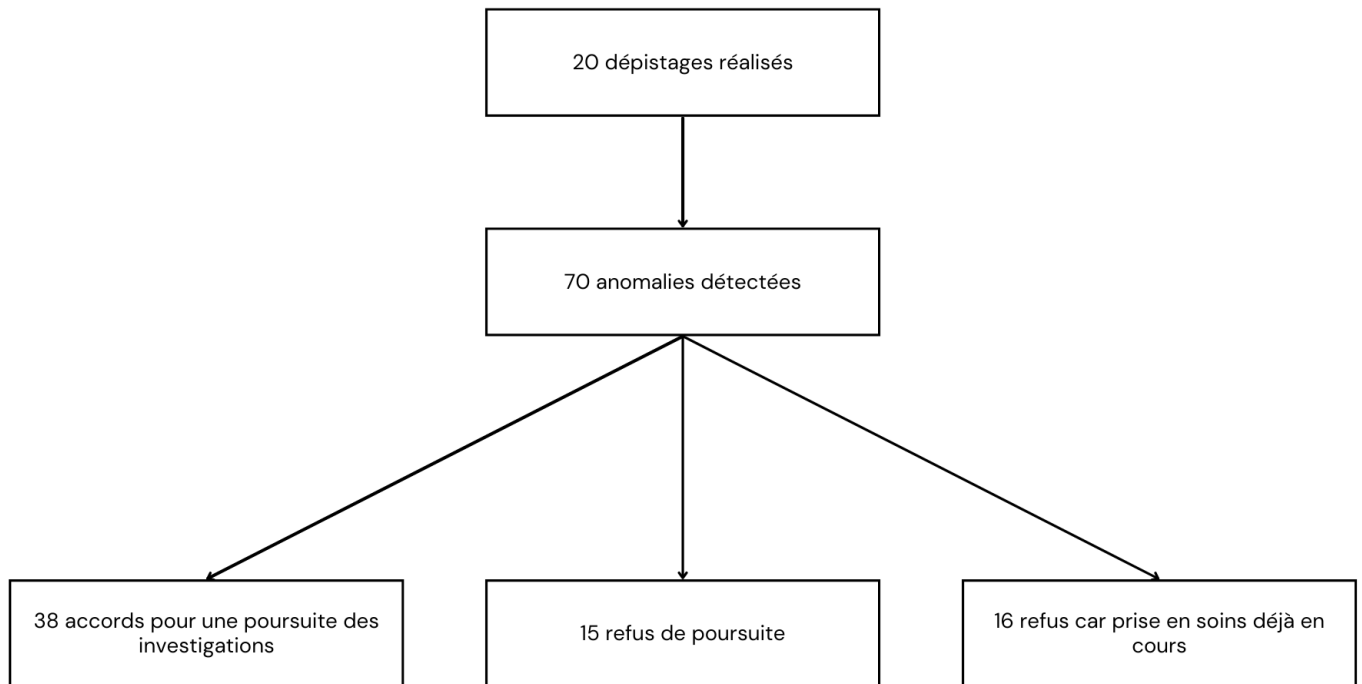 20 dépistages réalisés
70 anomalies détectées
38 accords pour une poursuite des
investigations
15 refus de poursuite
16 refus car prise en soins déjà en
cours